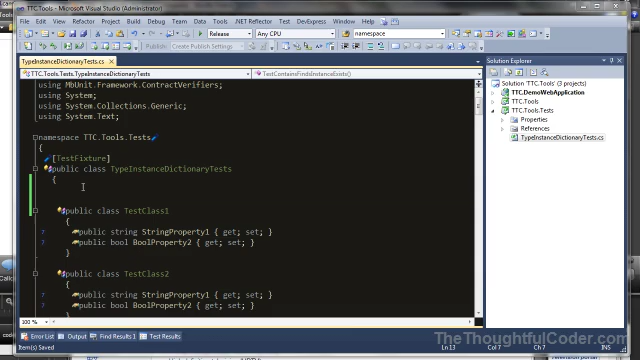 TTC.Tools - Microsoft Visual Studio (Administrator)
File Edit View Refactor Project Build Debug Team Data Tools .NET Reflector Test DevExpress Window Help
Release Any CPU namespace
Create Publish Settings
TypeInstanceDictionaryTests.cs
TTC.Tools.Tests.TypeInstanceDictionaryTests TestContainsFindsInstanceExists()
using MbUnit.Framework.ContractVerifiers;
using System;
using System.Collections.Generic;
using System.Text;
namespace TTC.Tools.Tests
{
[TestFixture]
public class TypeInstanceDictionaryTests
{
public class TestClass1
{
public string StringProperty1 { get; set; }
public bool BoolProperty2 { get; set; }
}
public class TestClass2
{
public string StringProperty1 { get; set; }
public bool BoolProperty2 { get; set; }
}
100 %
Solution Explorer
Solution 'TTC.Tools' (3 projects)
TTC.DemoWebApplication
TTC.Tools
TTC.Tools.Tests
Properties
References
TypeInstanceDictionaryTests.cs
Error List Output Find Results 1 Test Results
Item(s) Saved Ln 13 Col 7 Ch 7 INS
TheThoughtfulCoder.com